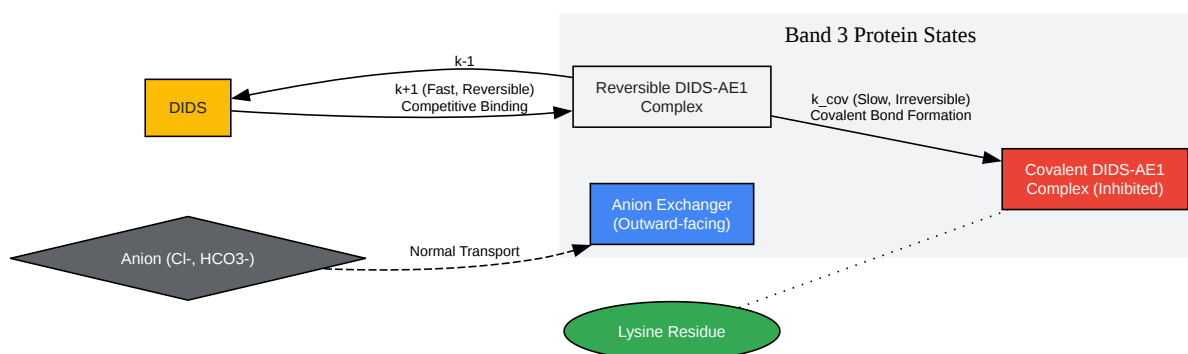 Band 3 Protein States
k-1
DIDS
k+1 (Fast, Reversible)
Competitive Binding
Reversible DIDS-AE1
Complex
k_cov (Slow, Irreversible)
Covalent Bond Formation
Covalent DIDS-AE1
Complex (Inhibited)
Anion Exchanger
(Outward-facing)
Anion (Cl-, HCO3-)
Normal Transport
Lysine Residue